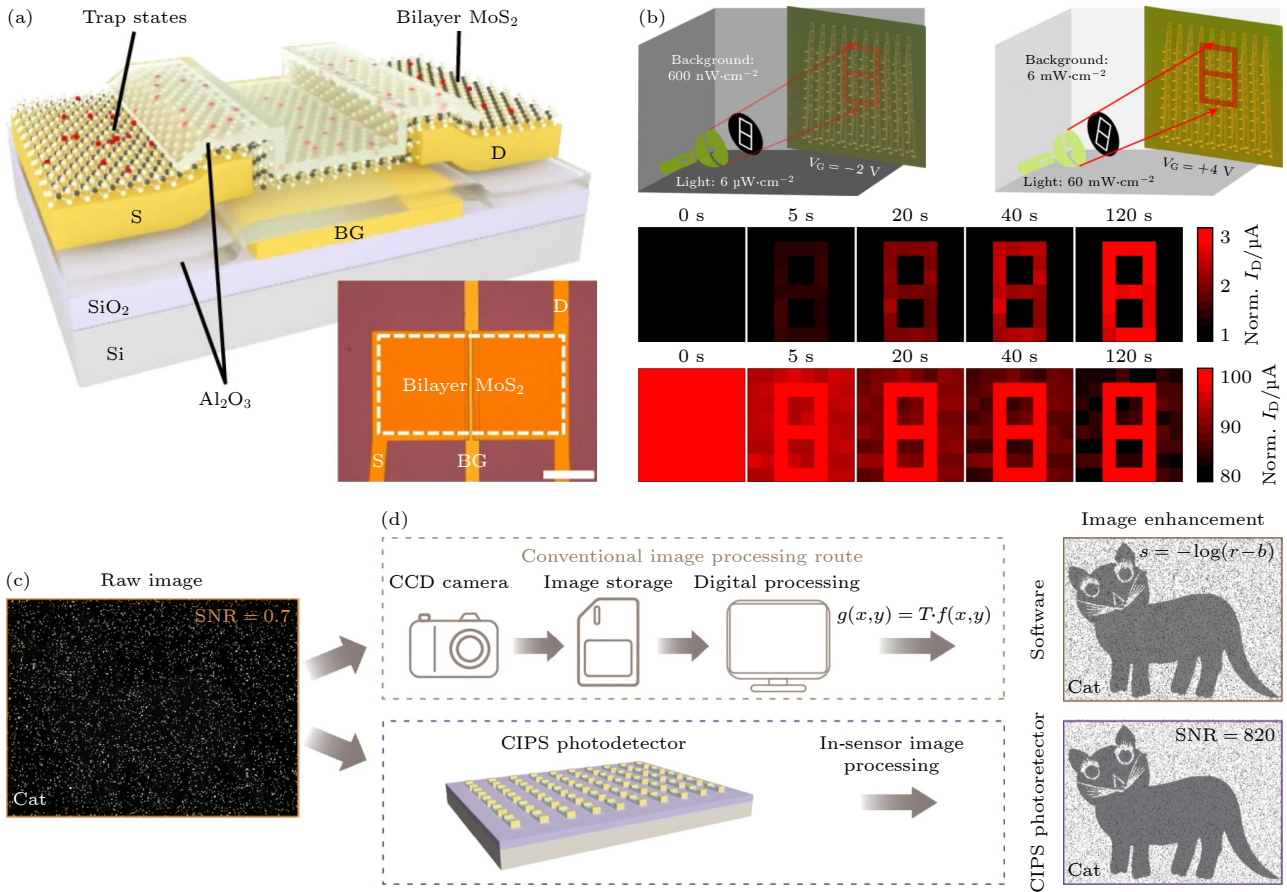 (a)
Trap states
Bilayer MoS₂
D
S
BG
SiO₂
Si
Al₂O₃
D
Bilayer MoS₂
S
BG
(b)
Background:
600 nW·cm⁻²
Light: 6 μW·cm⁻²
V_G = −2 V
Background:
6 mW·cm⁻²
Light: 60 mW·cm⁻²
V_G = +4 V
0 s 5 s 20 s 40 s 120 s
3
2
1
Norm. I_D/μA
0 s 5 s 20 s 40 s 120 s
100
90
80
Norm. I_D/μA
(c)
Raw image
SNR = 0.7
Cat
(d)
Conventional image processing route
CCD camera
Image storage
Digital processing
g(x,y) = T·f(x,y)
CIPS photodetector
In-sensor image
processing
Image enhancement
Software
s = −log(r−b)
Cat
CIPS photoretector
SNR = 820
Cat